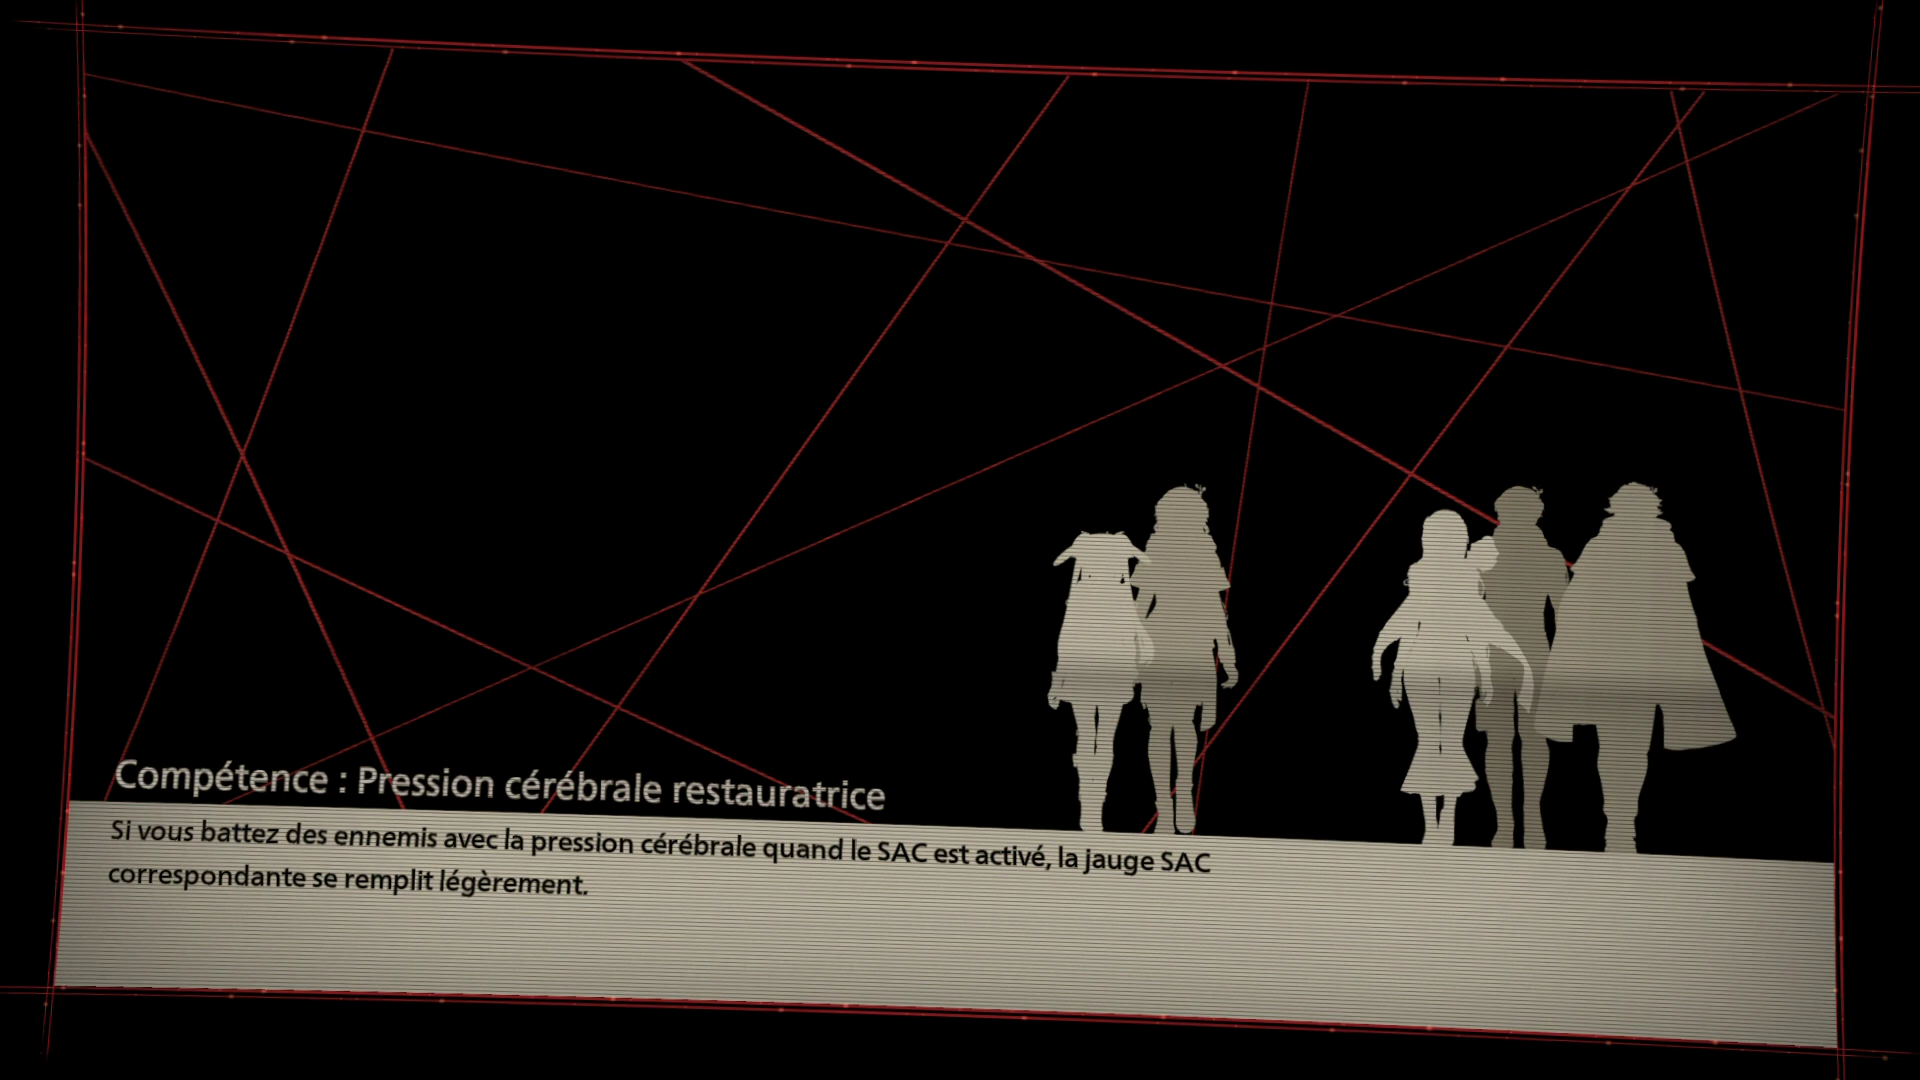 Compétence : Pression cérébrale restauratrice
Si vous battez des ennemis avec la pression cérébrale quand le SAC est activé, la jauge SAC
correspondante se remplit légèrement.